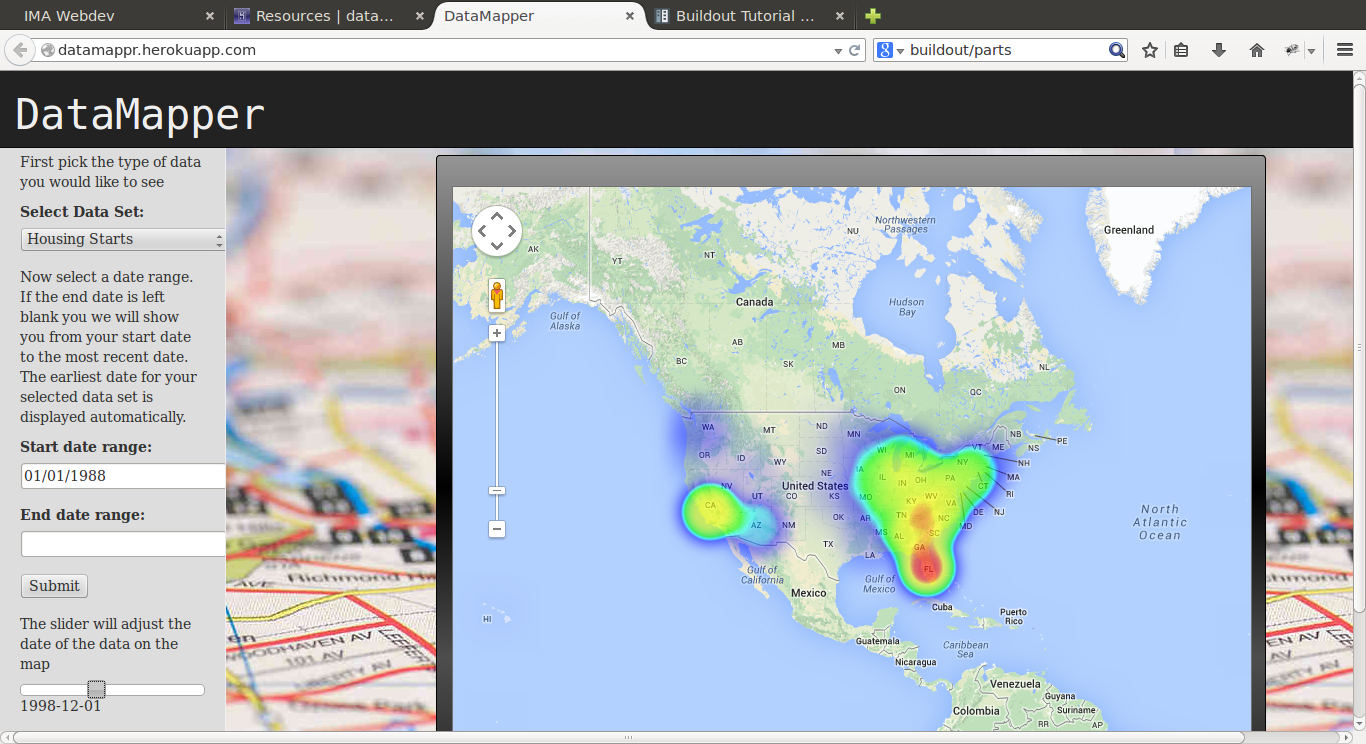 IMA Webdev
Resources | data...
DataMapper
Buildout Tutorial ...
datamappr.herokuapp.com
buildout/parts
DataMapper
First pick the type of data
you would like to see
Select Data Set:
Housing Starts
Now select a date range.
If the end date is left
blank you we will show
you from your start date
to the most recent date.
The earliest date for your
selected data set is
displayed automatically.
Start date range:
01/01/1988
End date range:
Submit
The slider will adjust the
date of the data on the
map
1998-12-01
Northwestern
Passages
Greenland
NU
AK
YT
NT
Canada
Hudson
Bay
Gulf of
Alaska
AB
MB
BC
SK
NL
ON
QC
WA
MT
ND
MN
NB
PE
VT
ME
NS
OR
ID
SD
WI
MI
NY
NH
WY
NE
IA
MA
NV
UT
United States
CO
KS
IL
IN
OH
PA
CT
RI
MO
KY
WV
VA
DE
NJ
CA
AZ
NM
OK
AR
TN
NC
MD
MS
AL
SC
TX
LA
GA
FL
North
Atlantic
Ocean
Gulf of
California
Gulf of
Mexico
Mexico
Cuba
Puerto
Rico
HI
Guatemala
Caribbean
Sea
Nicaragua
Venezuela
Guyana
Colombia
Suriname
RR
AP
Richmond H
AVE
WOODHAVEN AV
101 AV
LIBERTY AV